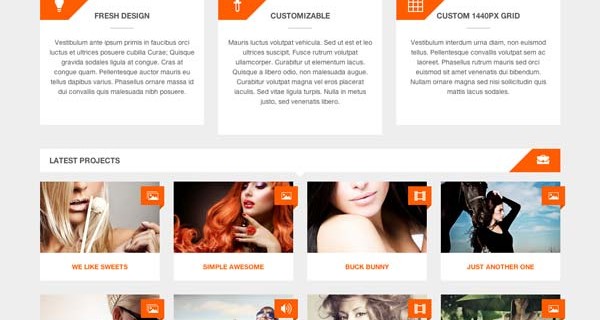 FRESH DESIGN
Vestibulum ante ipsum primis in faucibus orci
luctus et ultrices posuere cubilia Curae; Quisque
gravida sodales ligula at congue. Cras at
congue quam. Pellentesque auctor mauris eu
tellus dapibus varius. Phasellus ornare massa id
dui convallis quis malesuada nibh posuere.
CUSTOMIZABLE
Mauris luctus volutpat vehicula. Sed ut est et leo
ultrices suscipit. Fusce rutrum volutpat
ullamcorper. Curabitur ut elementum lacus.
Quisque a libero odio, non malesuada augue.
Curabitur volutpat magna vel eros placerat
iaculis. Sed vitae ligula turpis. Nulla in metus
justo, sed venenatis libero.
CUSTOM 1440PX GRID
Vestibulum interdum urna diam, non euismod
tellus. Pellentesque convallis volutpat sem ac
laoreet. Phasellus rutrum mauris sed orci
euismod sit amet venenatis dui bibendum.
Nullam ornare magna sed nisi sollicitudin quis
mattis lacus sodales.
LATEST PROJECTS
WE LIKE SWEETS
SIMPLE AWESOME
BUCK BUNNY
JUST ANOTHER ONE